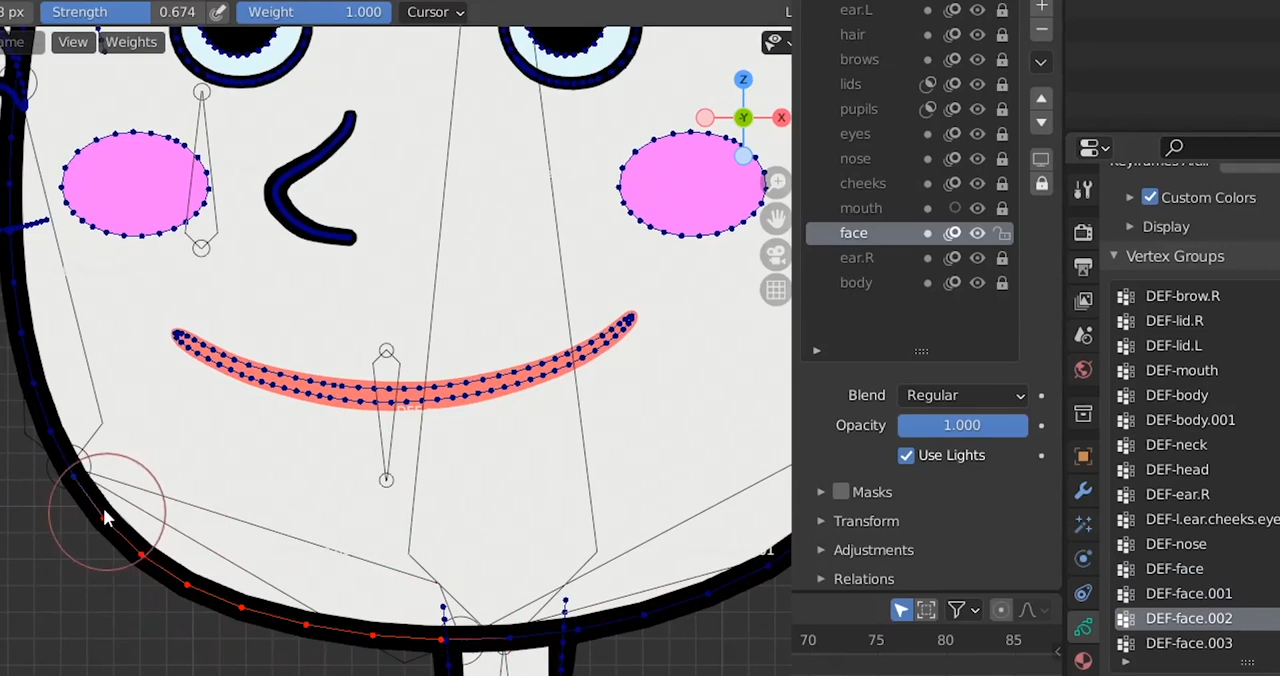 3 px Strength 0.674 Weight 1.000 Cursor L
ame View Weights
Z
Y X
ear.L
hair
brows
lids
pupils
eyes
nose
cheeks
mouth
face
ear.R
body
Blend Regular
Opacity 1.000
Use Lights
Masks
Transform
Adjustments
Relations
70 75 80 85
Custom Colors
Display
Vertex Groups
DEF-brow.R
DEF-lid.R
DEF-lid.L
DEF-mouth
DEF-body
DEF-body.001
DEF-neck
DEF-head
DEF-ear.R
DEF-l.ear.cheeks.eye
DEF-nose
DEF-face
DEF-face.001
DEF-face.002
DEF-face.003